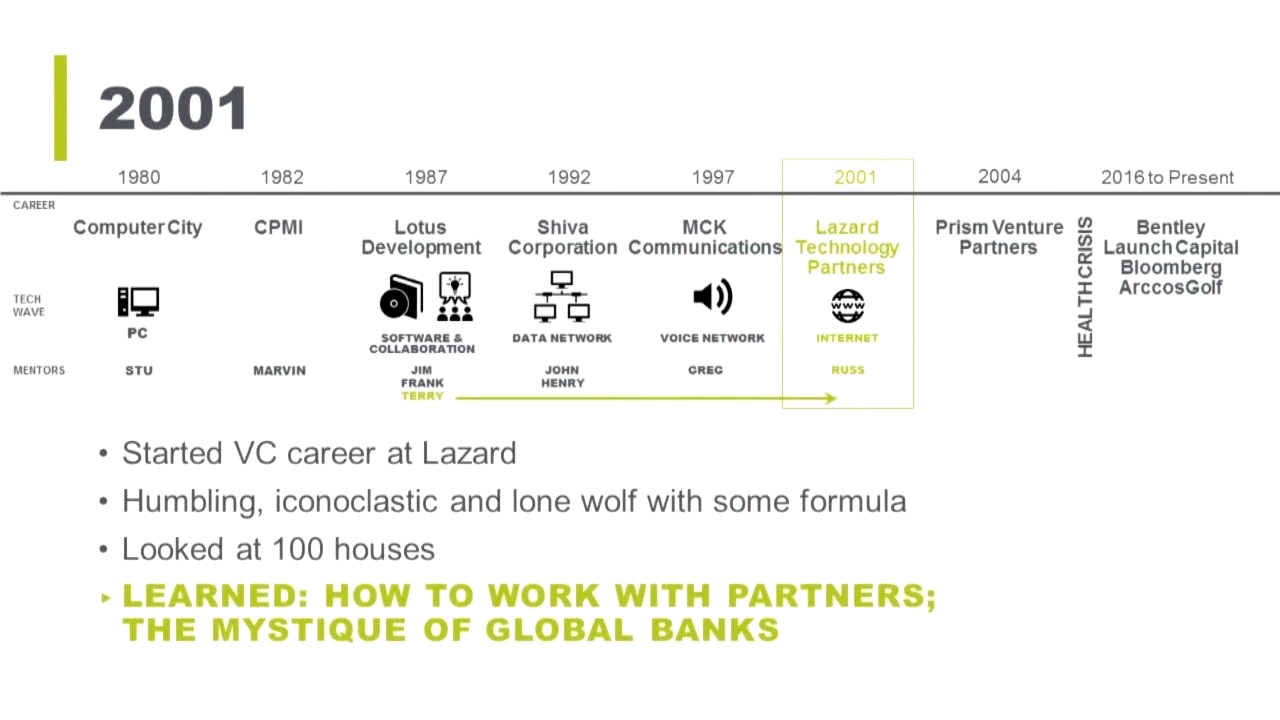 2001
1980 1982 1987 1992 1997 2001 2004 2016 to Present
CAREER
Computer City CPMI Lotus Shiva MCK Lazard Prism Venture Bentley
Development Corporation Communications Technology Partners Launch Capital
Partners Bloomberg
ArccosGolf
HEALTH CRISIS
TECH
WAVE
WWW
PC SOFTWARE & DATA NETWORK VOICE NETWORK INTERNET
COLLABORATION
MENTORS STU MARVIN JIM JOHN GREG RUSS
FRANK HENRY
TERRY
• Started VC career at Lazard
• Humbling, iconoclastic and lone wolf with some formula
• Looked at 100 houses
▸ LEARNED: HOW TO WORK WITH PARTNERS;
THE MYSTIQUE OF GLOBAL BANKS